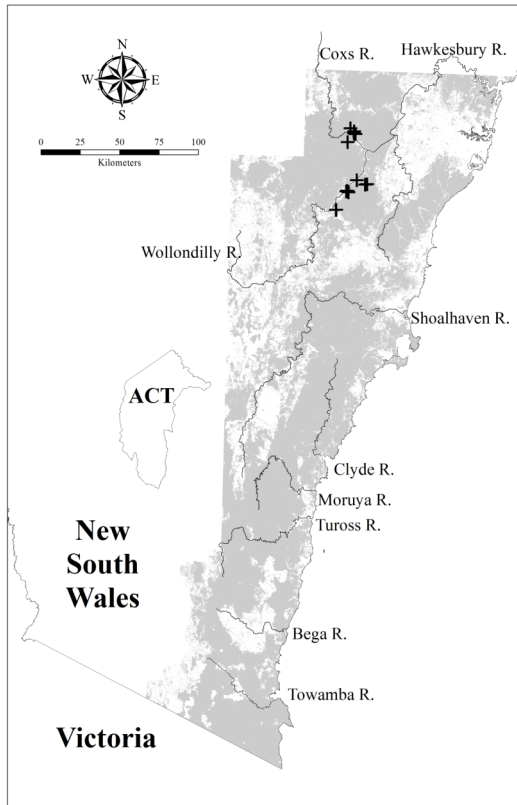 Coxs R.
Hawkesbury R.
N
W E
S
0 25 50 75 100
Kilometers
Wollondilly R.
Shoalhaven R.
ACT
Clyde R.
Moruya R.
Tuross R.
New
South
Wales
Bega R.
Towamba R.
Victoria